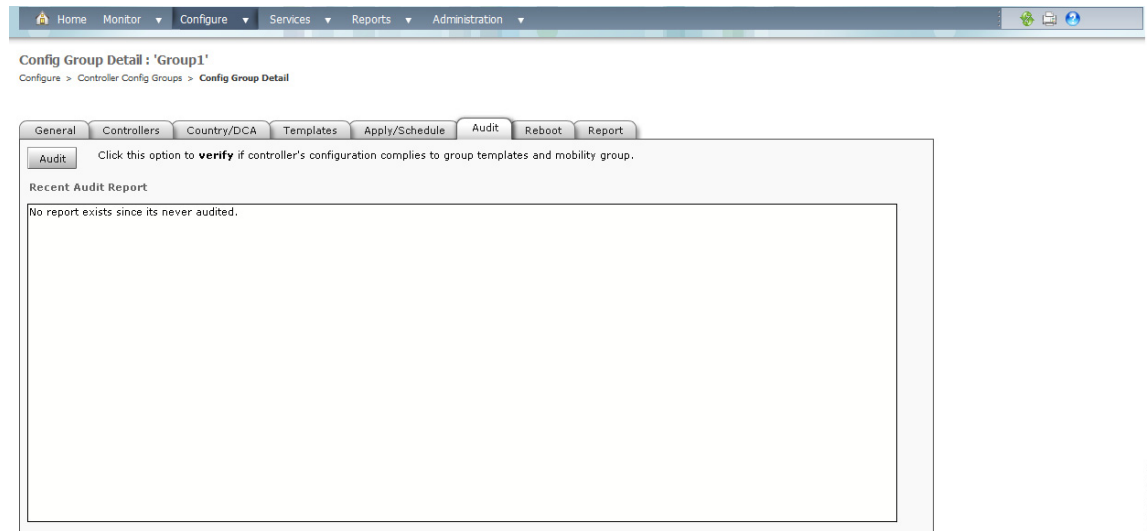 Home Monitor Configure Services Reports Administration
Config Group Detail : 'Group1'
Configure > Controller Config Groups > Config Group Detail
General Controllers Country/DCA Templates Apply/Schedule Audit Reboot Report
Audit Click this option to verify if controller's configuration complies to group templates and mobility group.
Recent Audit Report
No report exists since its never audited.